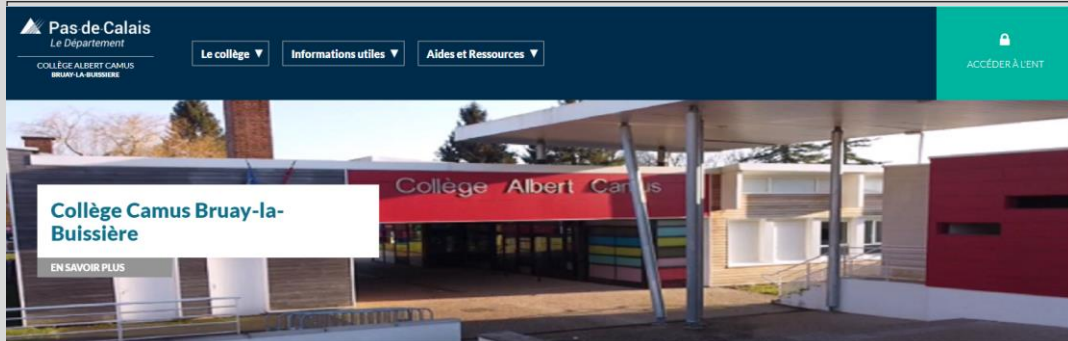 Pas-de-Calais
Le Département
COLLÈGE ALBERT CAMUS
BRUAY-LA-BUISSIERE
Le collège ▼
Informations utiles ▼
Aides et Ressources ▼
ACCÉDER À L'ENT
Collège Albert Camus
Collège Camus Bruay-la-
Buissière
EN SAVOIR PLUS